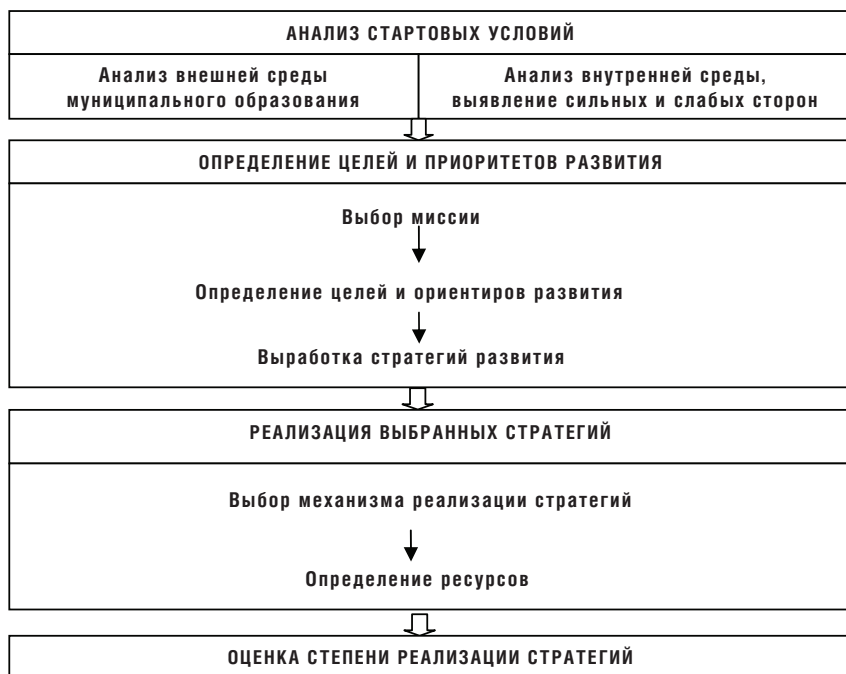 АНАЛИЗ СТАРТОВЫХ УСЛОВИЙ
Анализ внешней среды
муниципального образования
Анализ внутренней среды,
выявление сильных и слабых сторон
ОПРЕДЕЛЕНИЕ ЦЕЛЕЙ И ПРИОРИТЕТОВ РАЗВИТИЯ
Выбор миссии
Определение целей и ориентиров развития
Выработка стратегий развития
РЕАЛИЗАЦИЯ ВЫБРАННЫХ СТРАТЕГИЙ
Выбор механизма реализации стратегий
Определение ресурсов
ОЦЕНКА СТЕПЕНИ РЕАЛИЗАЦИИ СТРАТЕГИЙ